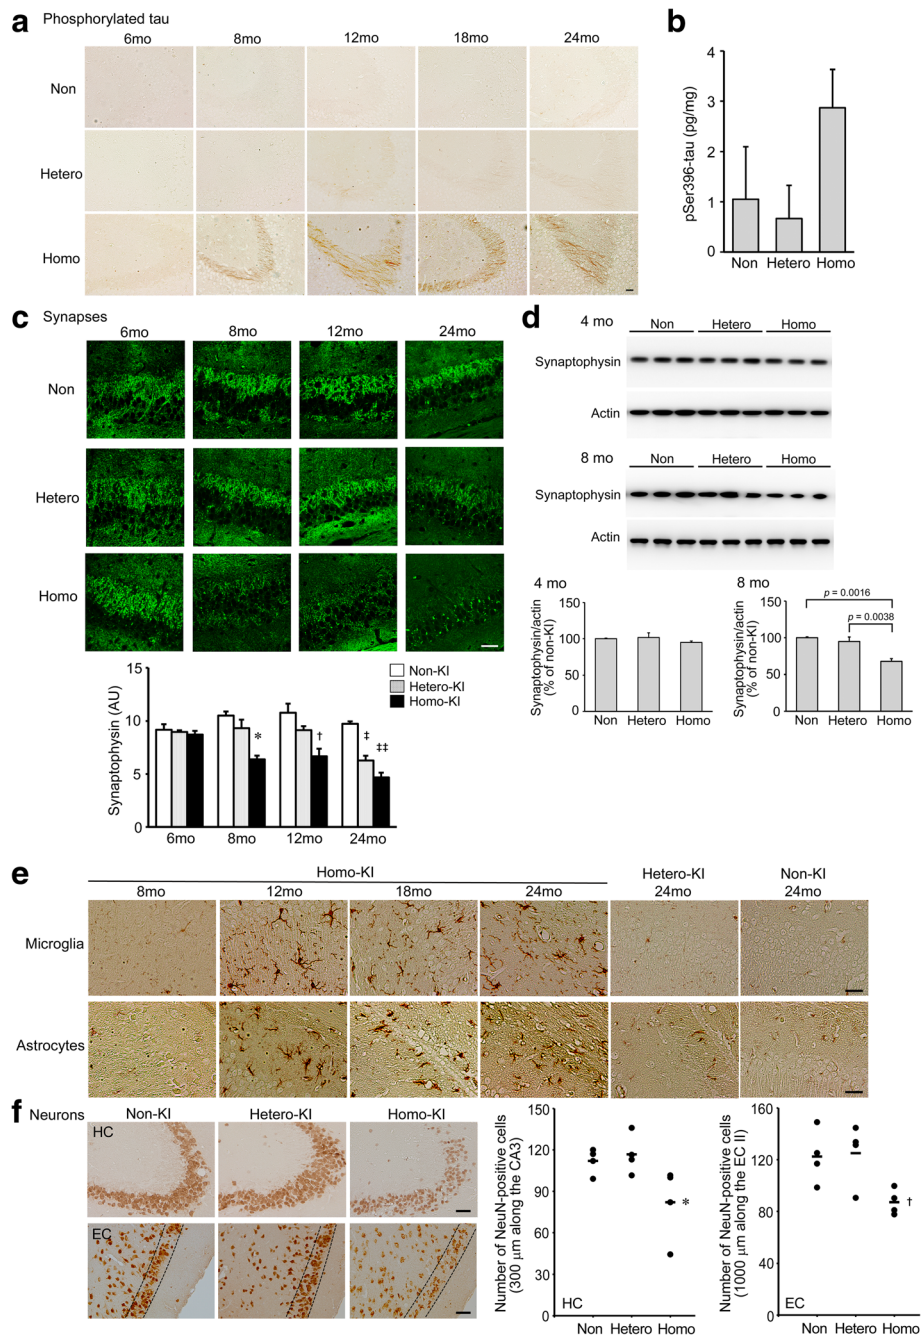 a Phosphorylated tau
6mo 8mo 12mo 18mo 24mo
Non
Hetero
Homo
b
pSer396-tau (pg/mg)
4
3
2
1
0
Non Hetero Homo
c Synapses
6mo 8mo 12mo 24mo
Non
Hetero
Homo
Non-KI
Hetero-KI
Homo-KI
Synaptophysin (AU)
15
10
5
0
* † ‡ ‡‡
6mo 8mo 12mo 24mo
d
4 mo
Non Hetero Homo
Synaptophysin
Actin
8 mo
Non Hetero Homo
Synaptophysin
Actin
4 mo
Synaptophysin/actin
(% of non-KI)
150
100
50
0
Non Hetero Homo
8 mo
p = 0.0016
p = 0.0038
Synaptophysin/actin
(% of non-KI)
150
100
50
0
Non Hetero Homo
e
Homo-KI
8mo 12mo 18mo 24mo
Hetero-KI
24mo
Non-KI
24mo
Microglia
Astrocytes
f Neurons
Non-KI Hetero-KI Homo-KI
HC
EC
Number of NeuN-positive cells
(300 μm along the CA3)
150
120
90
60
30
0
*
HC
Non Hetero Homo
Number of NeuN-positive cells
(1000 μm along the EC II)
160
120
80
40
0
†
EC
Non Hetero Homo